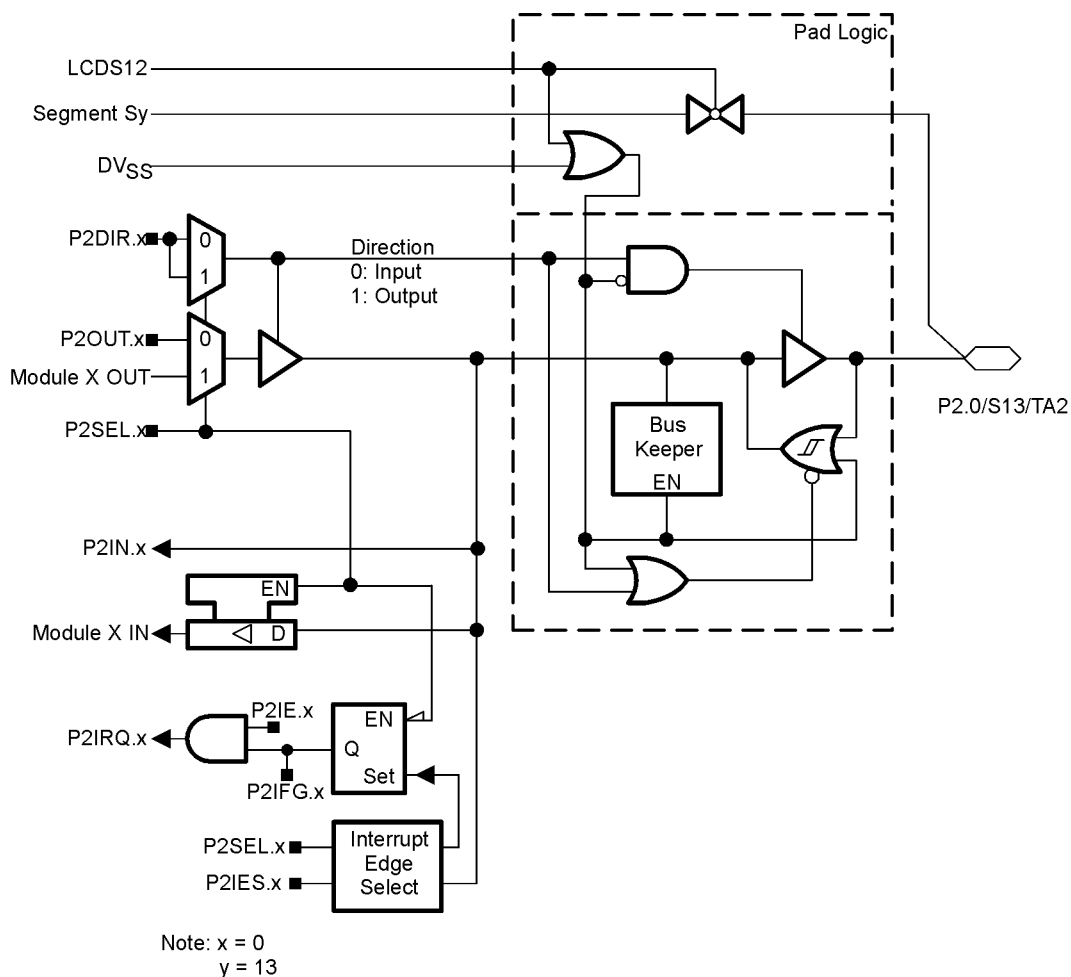 Pad Logic
LCDS12
Segment Sy
DVSS
P2DIR.x
0
1
Direction
0: Input
1: Output
P2OUT.x
0
Module X OUT
1
P2SEL.x
P2.0/S13/TA2
Bus
Keeper
EN
P2IN.x
EN
Module X IN
D
P2IE.x
EN
P2IRQ.x
Q
Set
P2IFG.x
P2SEL.x
P2IES.x
Interrupt
Edge
Select
Note: x = 0
y = 13